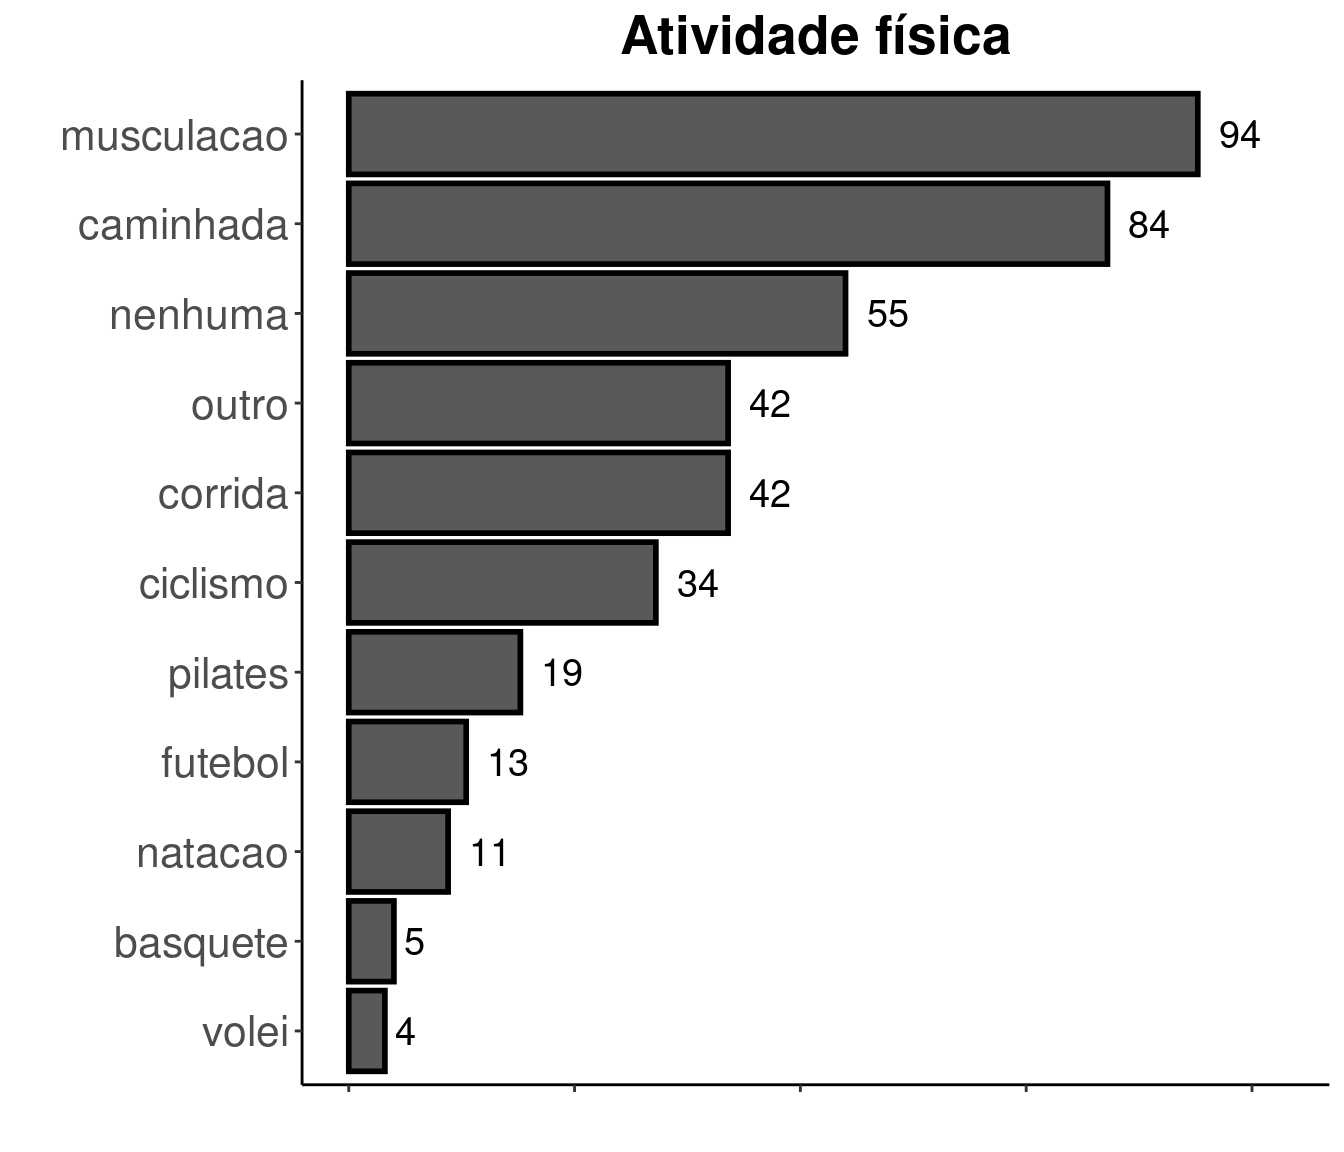 Atividade física
musculacao 94
caminhada 84
nenhuma 55
outro 42
corrida 42
ciclismo 34
pilates 19
futebol 13
natacao 11
basquete 5
volei 4